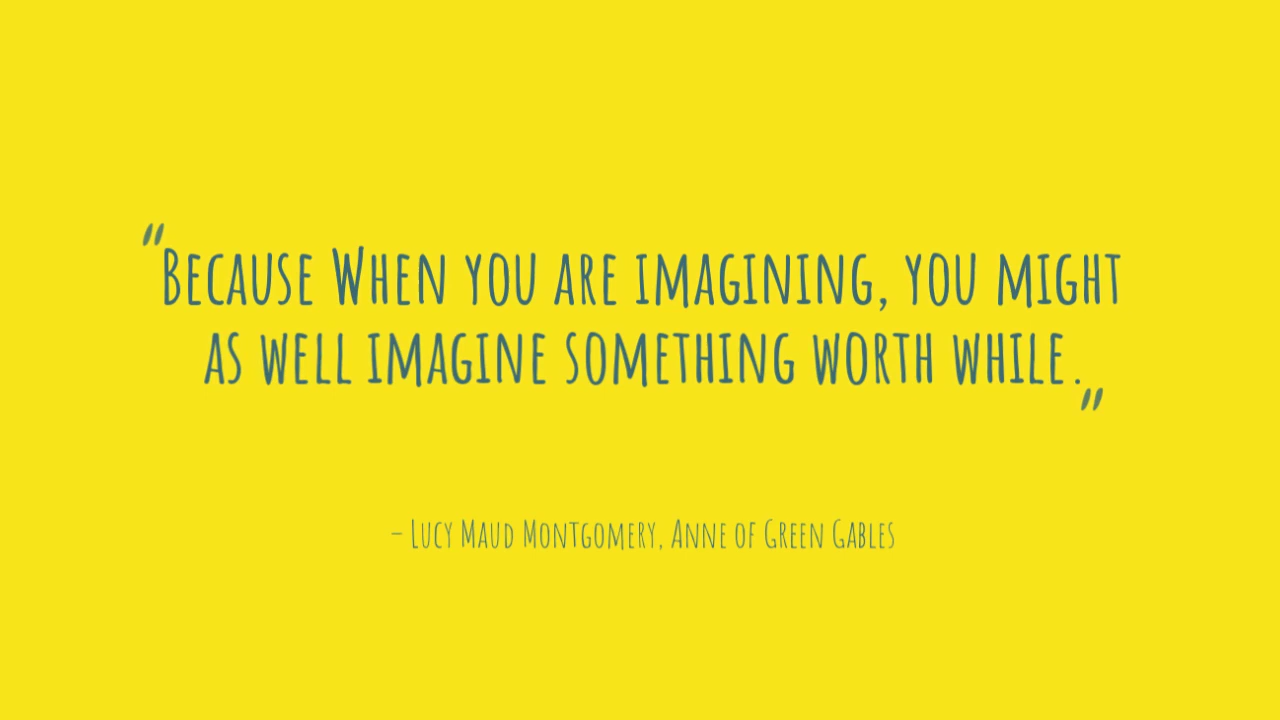 "Because When you are imagining, you might
as well imagine something worth while."
– Lucy Maud Montgomery, Anne of Green Gables